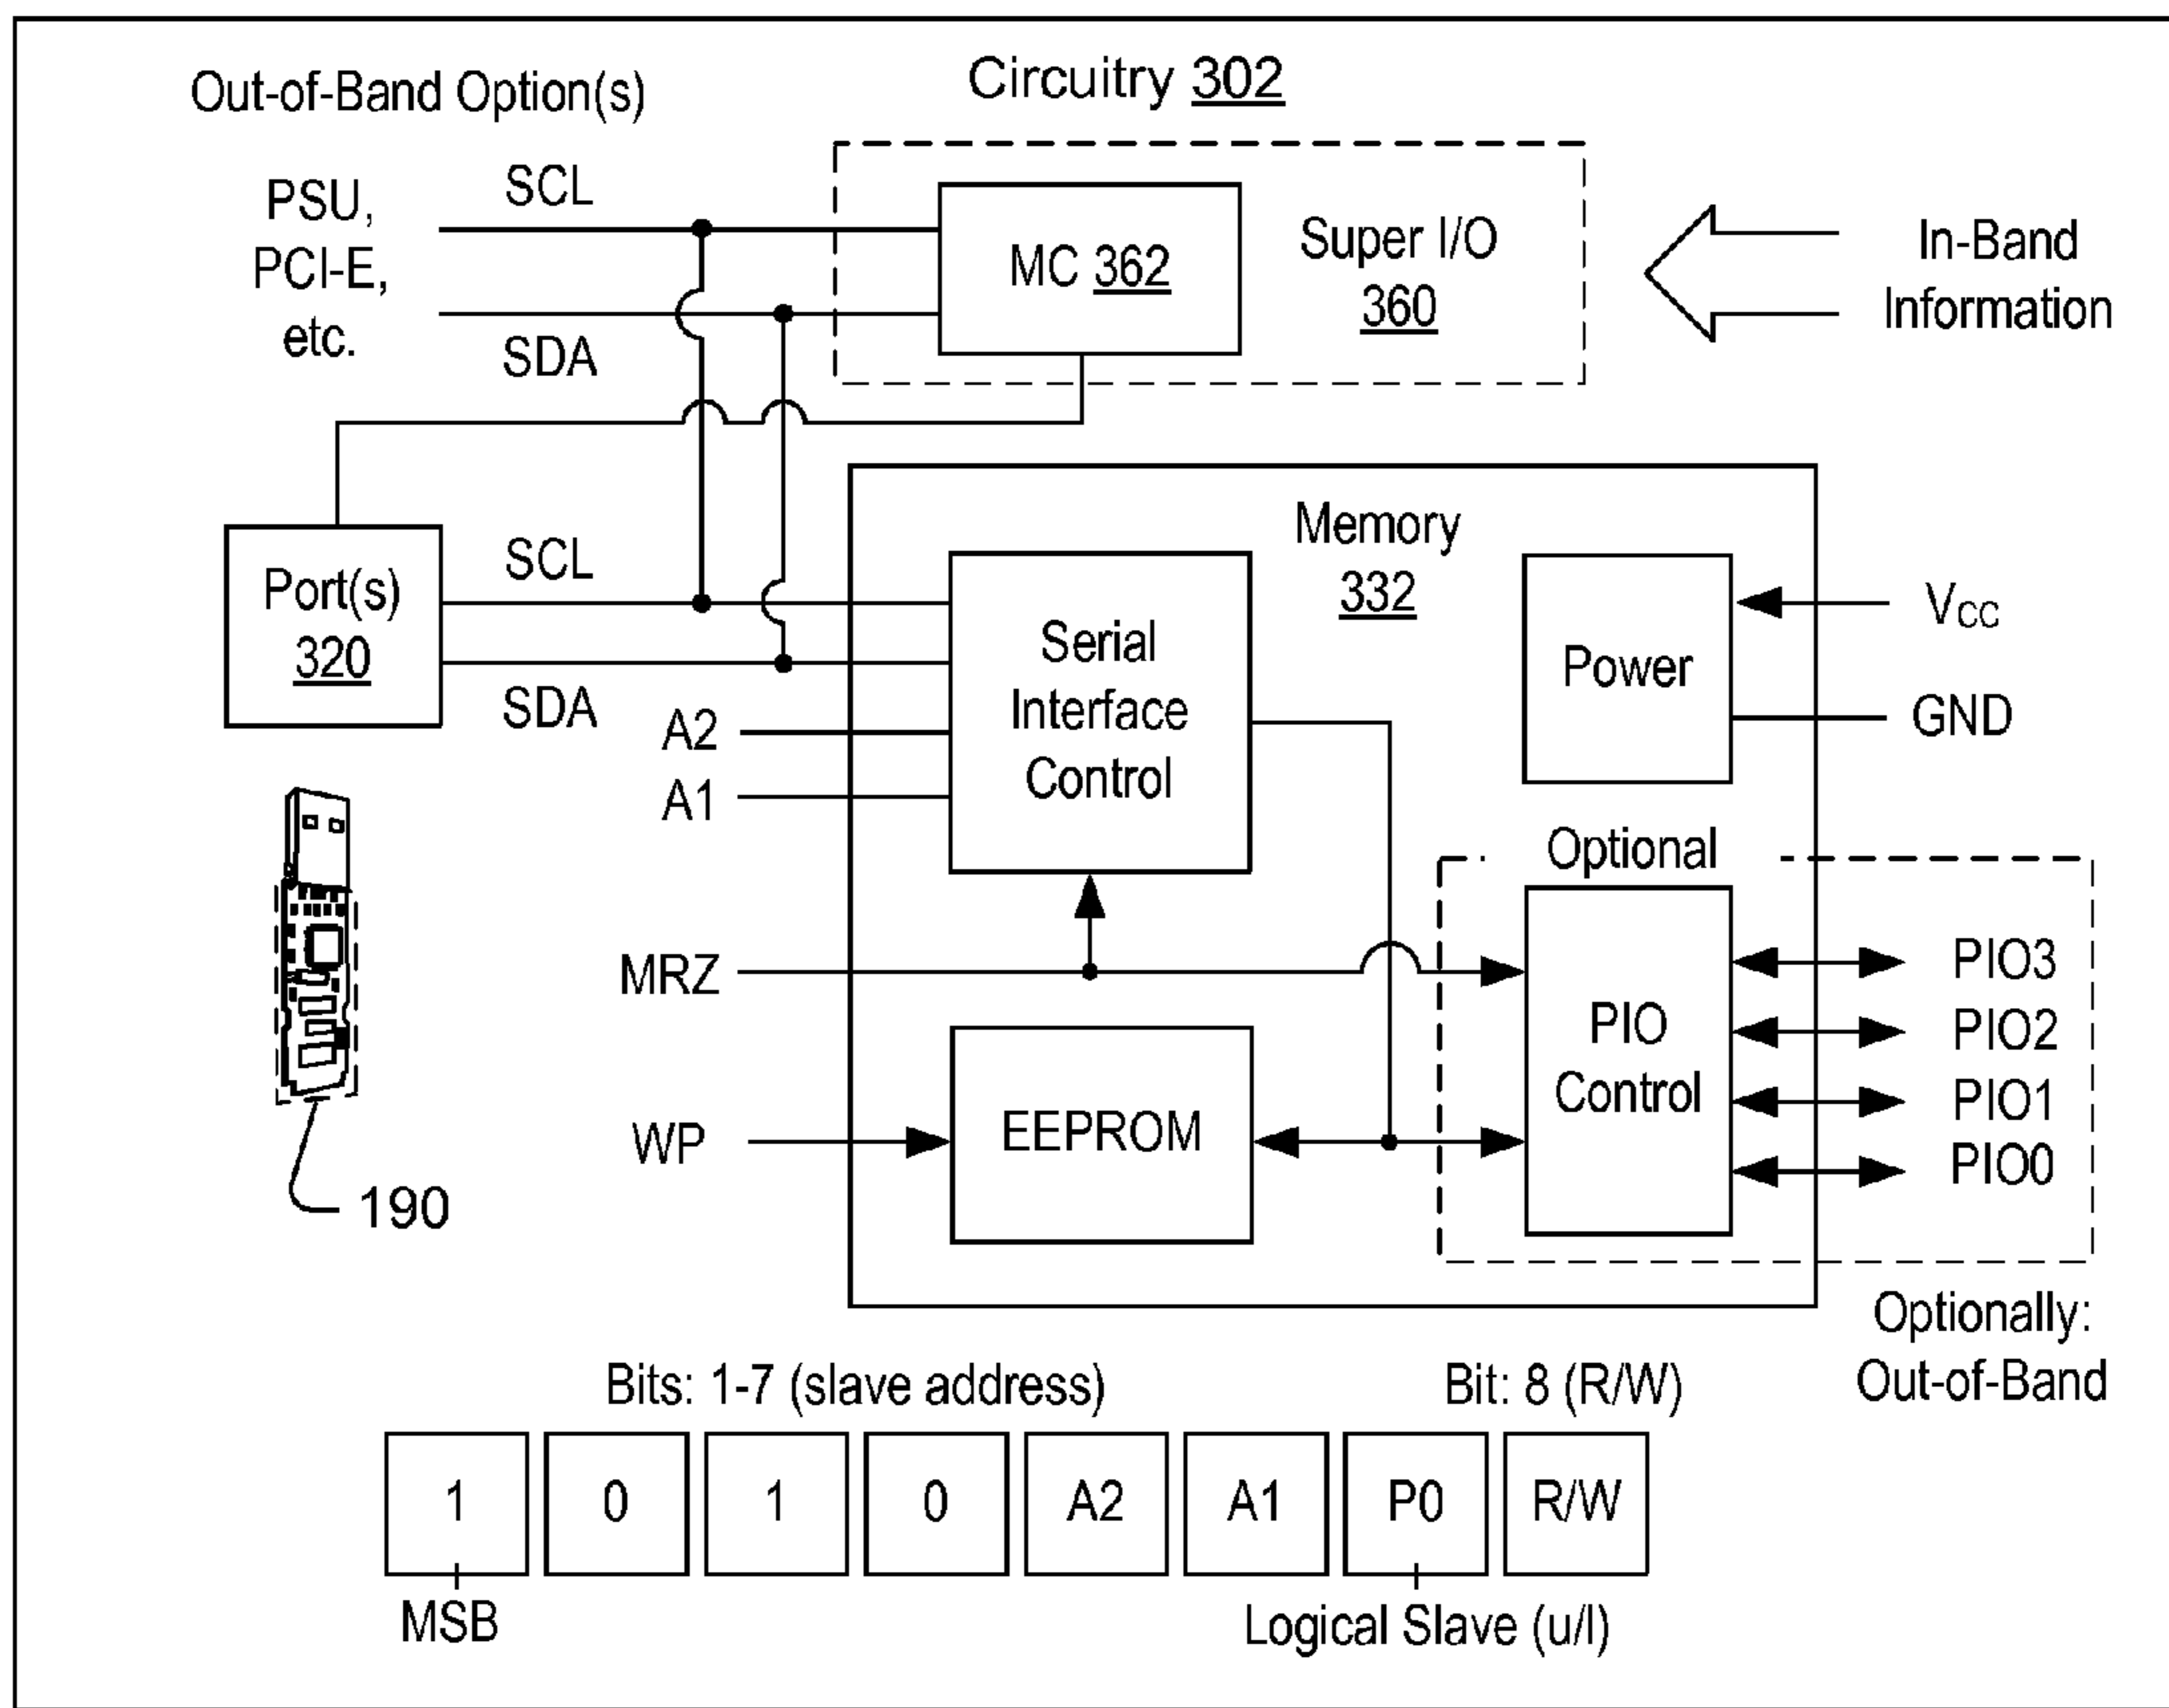 Out-of-Band Option(s)
Circuitry 302
PSU,
PCI-E,
etc.
SCL
SDA
MC 362
Super I/O
360
In-Band
Information
Port(s)
320
SCL
SDA
A2
A1
Memory
332
Serial
Interface
Control
Power
VCC
GND
Optional
MRZ
PIO
Control
PIO3
PIO2
PIO1
PIO0
WP
EEPROM
190
Optionally:
Out-of-Band
Bits: 1-7 (slave address)
Bit: 8 (R/W)
1 0 1 0 A2 A1 P0 R/W
MSB
Logical Slave (u/l)